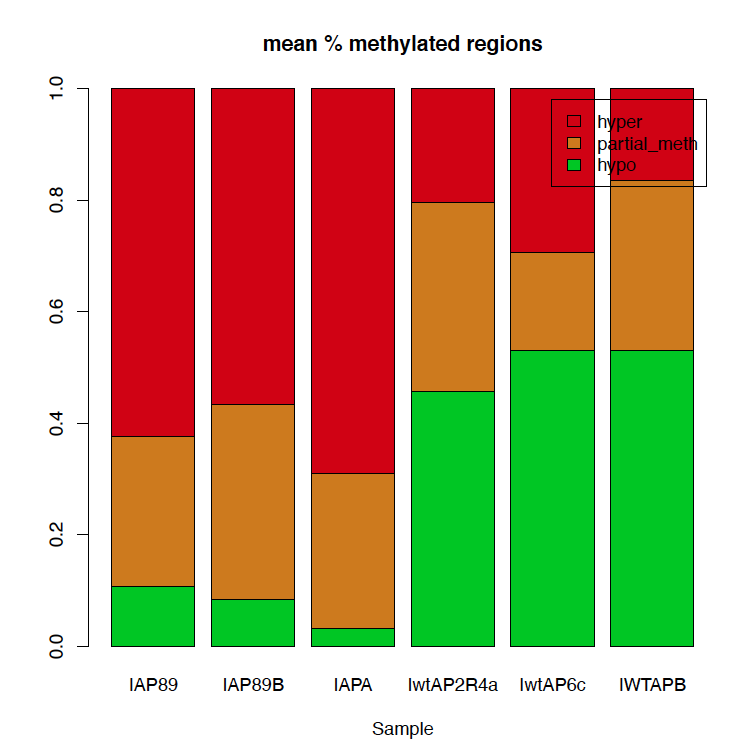 mean % methylated regions
1.0
0.8
0.6
0.4
0.2
0.0
hyper
partial_meth
hypo
IAP89 IAP89B IAPA IwtAP2R4a IwtAP6c IWTAPB
Sample